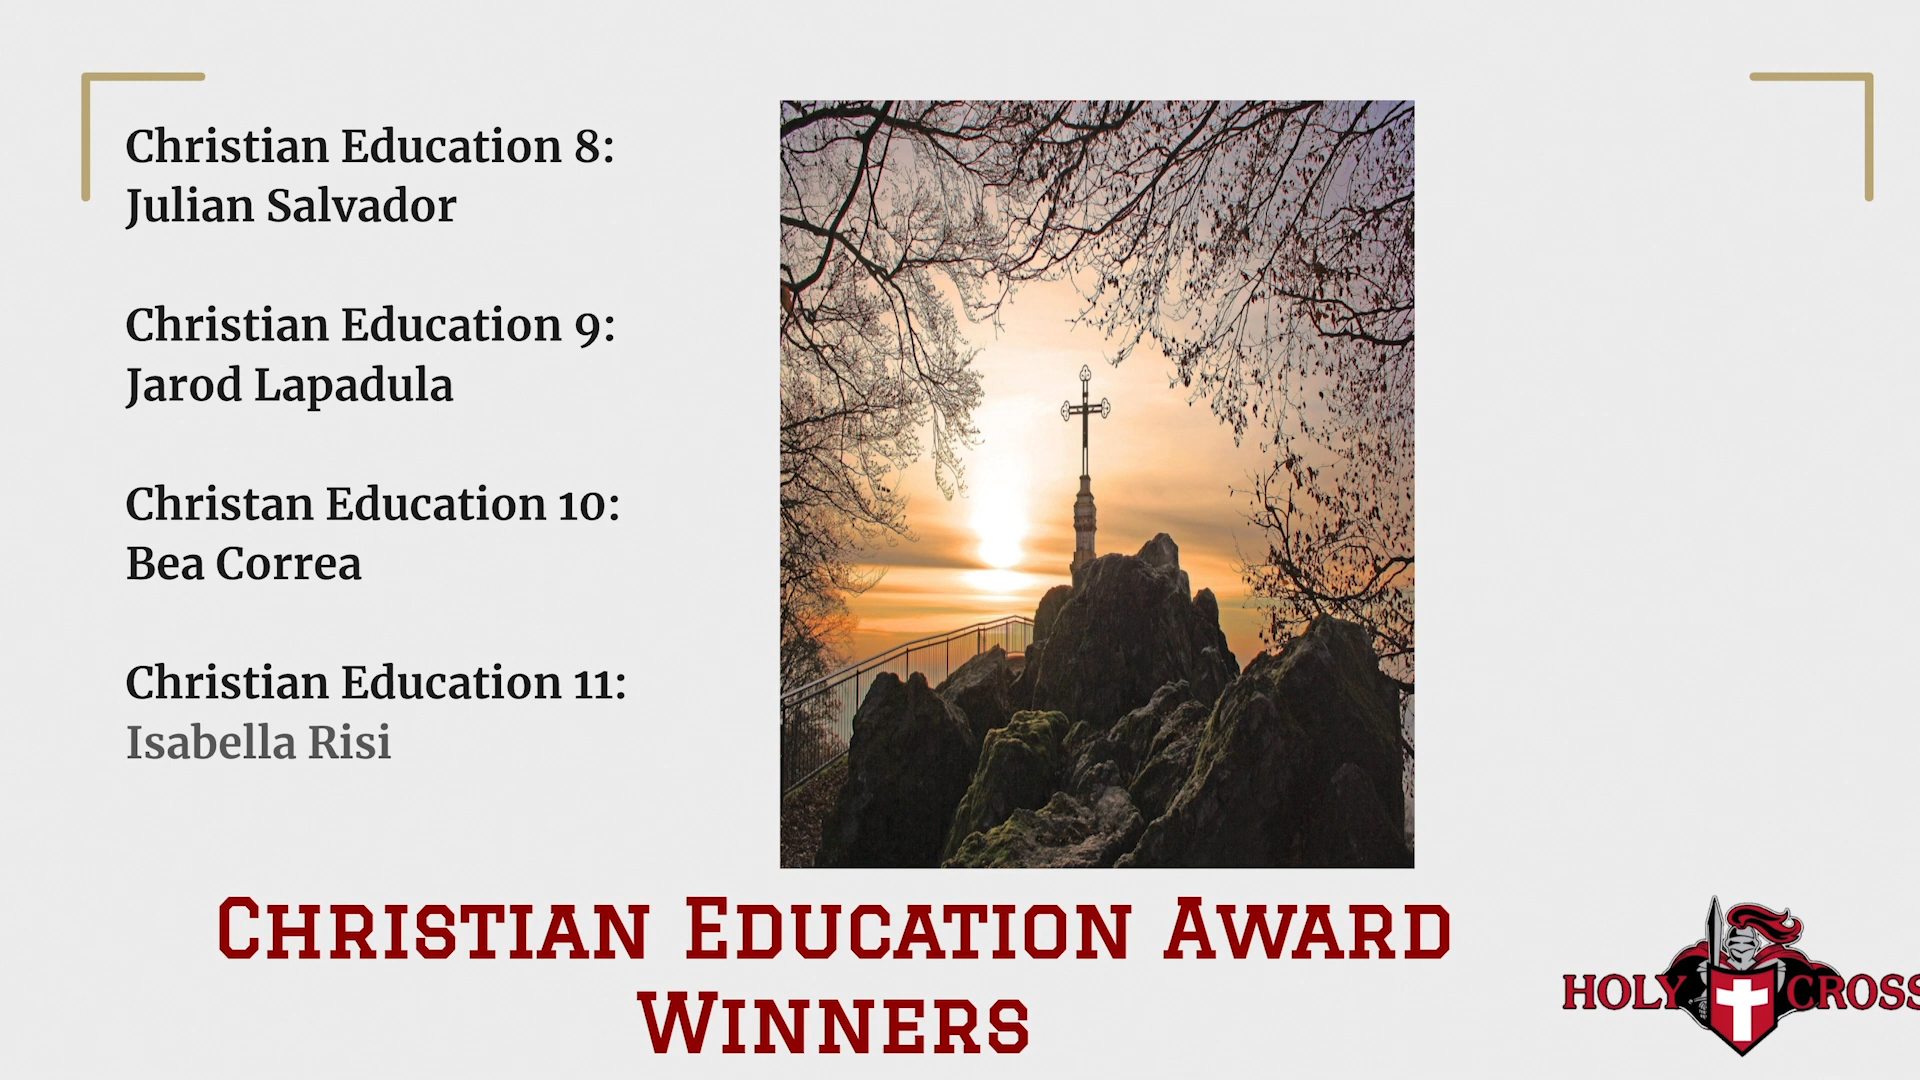 Christian Education 8:
Julian Salvador
Christian Education 9:
Jarod Lapadula
Christan Education 10:
Bea Correa
Christian Education 11:
Isabella Risi
Christian Education Award
Winners
HOLY CROSS